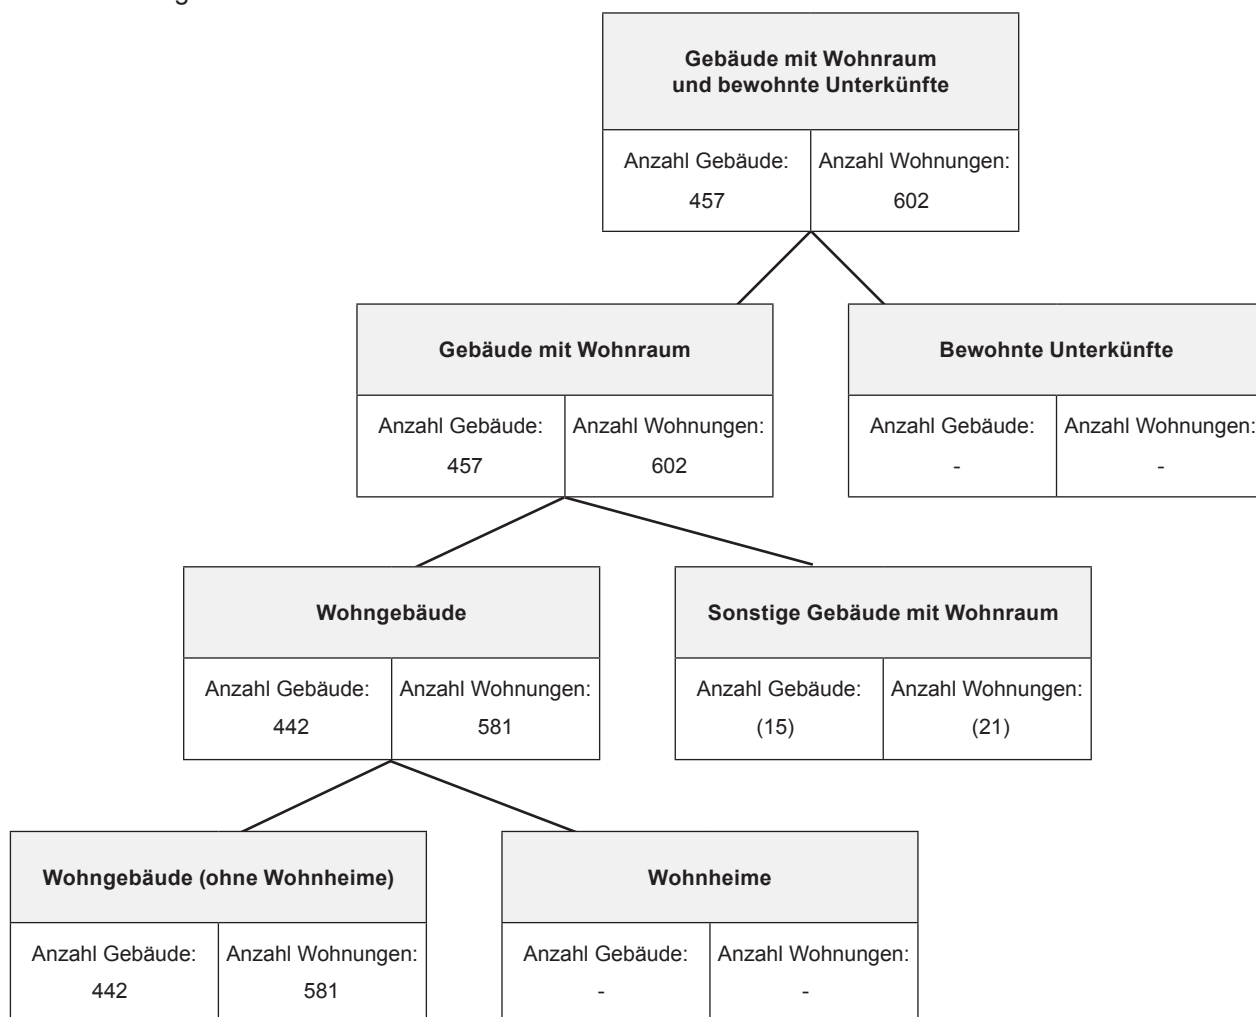 Gebäude mit Wohnraum
und bewohnte Unterkünfte
Anzahl Gebäude: Anzahl Wohnungen:
457 602
Gebäude mit Wohnraum
Anzahl Gebäude: Anzahl Wohnungen:
457 602
Bewohnte Unterkünfte
Anzahl Gebäude: Anzahl Wohnungen:
- -
Wohngebäude
Anzahl Gebäude: Anzahl Wohnungen:
442 581
Sonstige Gebäude mit Wohnraum
Anzahl Gebäude: Anzahl Wohnungen:
(15) (21)
Wohngebäude (ohne Wohnheime)
Anzahl Gebäude: Anzahl Wohnungen:
442 581
Wohnheime
Anzahl Gebäude: Anzahl Wohnungen:
- -